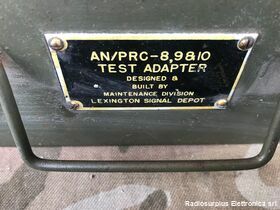 AN/PRC-8,9&10
TEST ADAPTER
DESIGNED &
BUILT BY
MAINTENANCE DIVISION
LEXINGTON SIGNAL DEPOT
Radiosurplus Elettronica srl